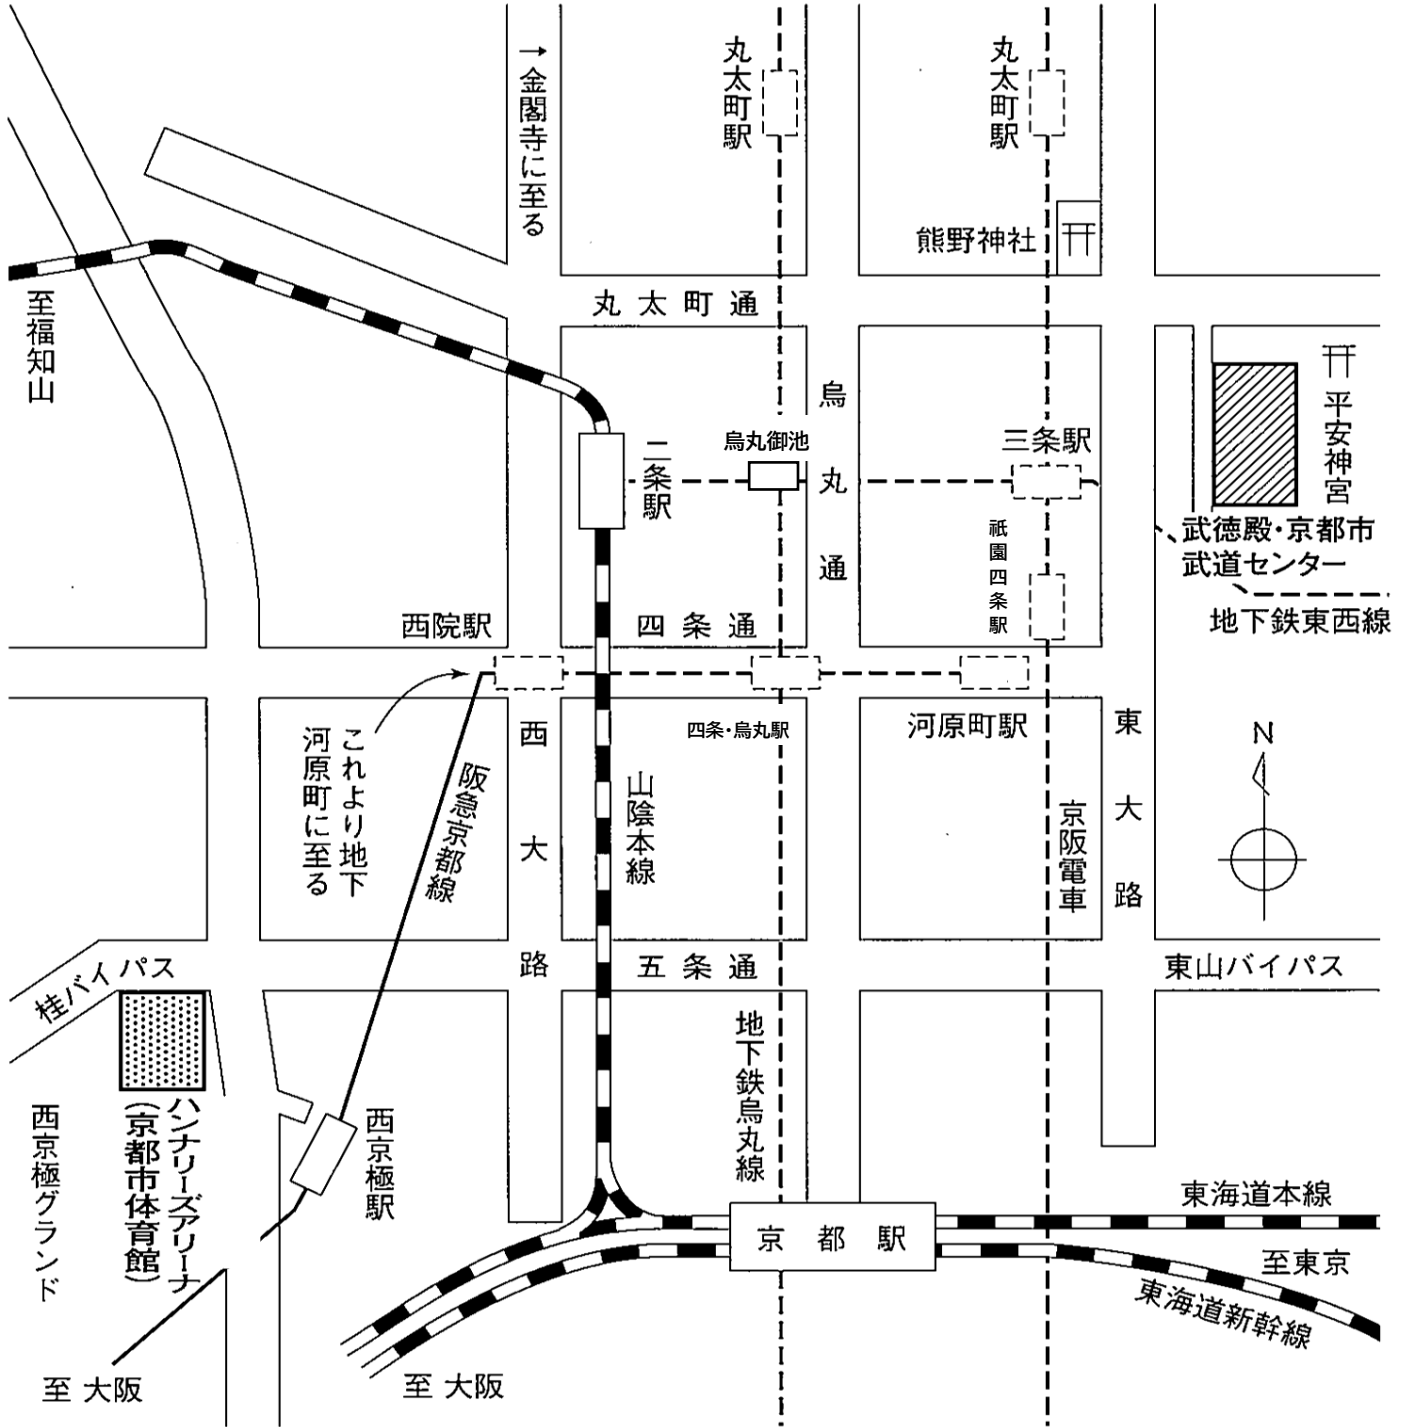 →金閣寺に至る
丸太町駅
丸太町駅
熊野神社
至福知山
丸太町通
烏丸通
平安神宮
二条駅
烏丸御池
三条駅
祇園四条駅
武徳殿・京都市
武道センター
地下鉄東西線
西院駅
四条通
四条・烏丸駅
河原町駅
これより地下
河原町に至る
阪急京都線
西大路
山陰本線
京阪電車
東大路
N
桂バイパス
五条通
東山バイパス
地下鉄烏丸線
西京極グランド
ハンナリーズアリーナ
(京都市体育館)
西京極駅
京都駅
東海道本線
至東京
東海道新幹線
至 大阪
至 大阪